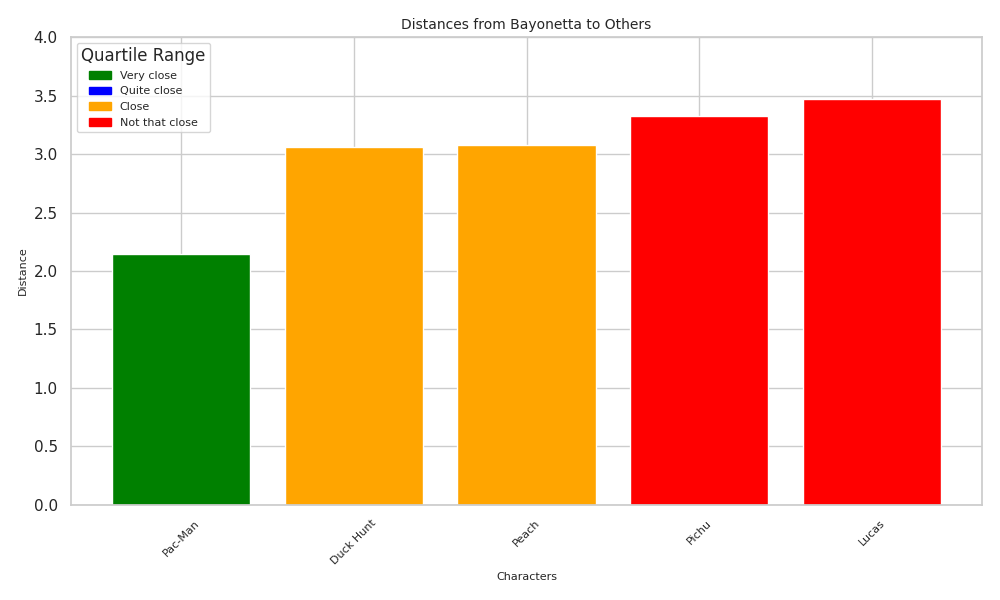 Distances from Bayonetta to Others
Quartile Range
Very close
Quite close
Close
Not that close
Distance
4.0
3.5
3.0
2.5
2.0
1.5
1.0
0.5
0.0
Pac-Man
Duck Hunt
Peach
Pichu
Lucas
Characters